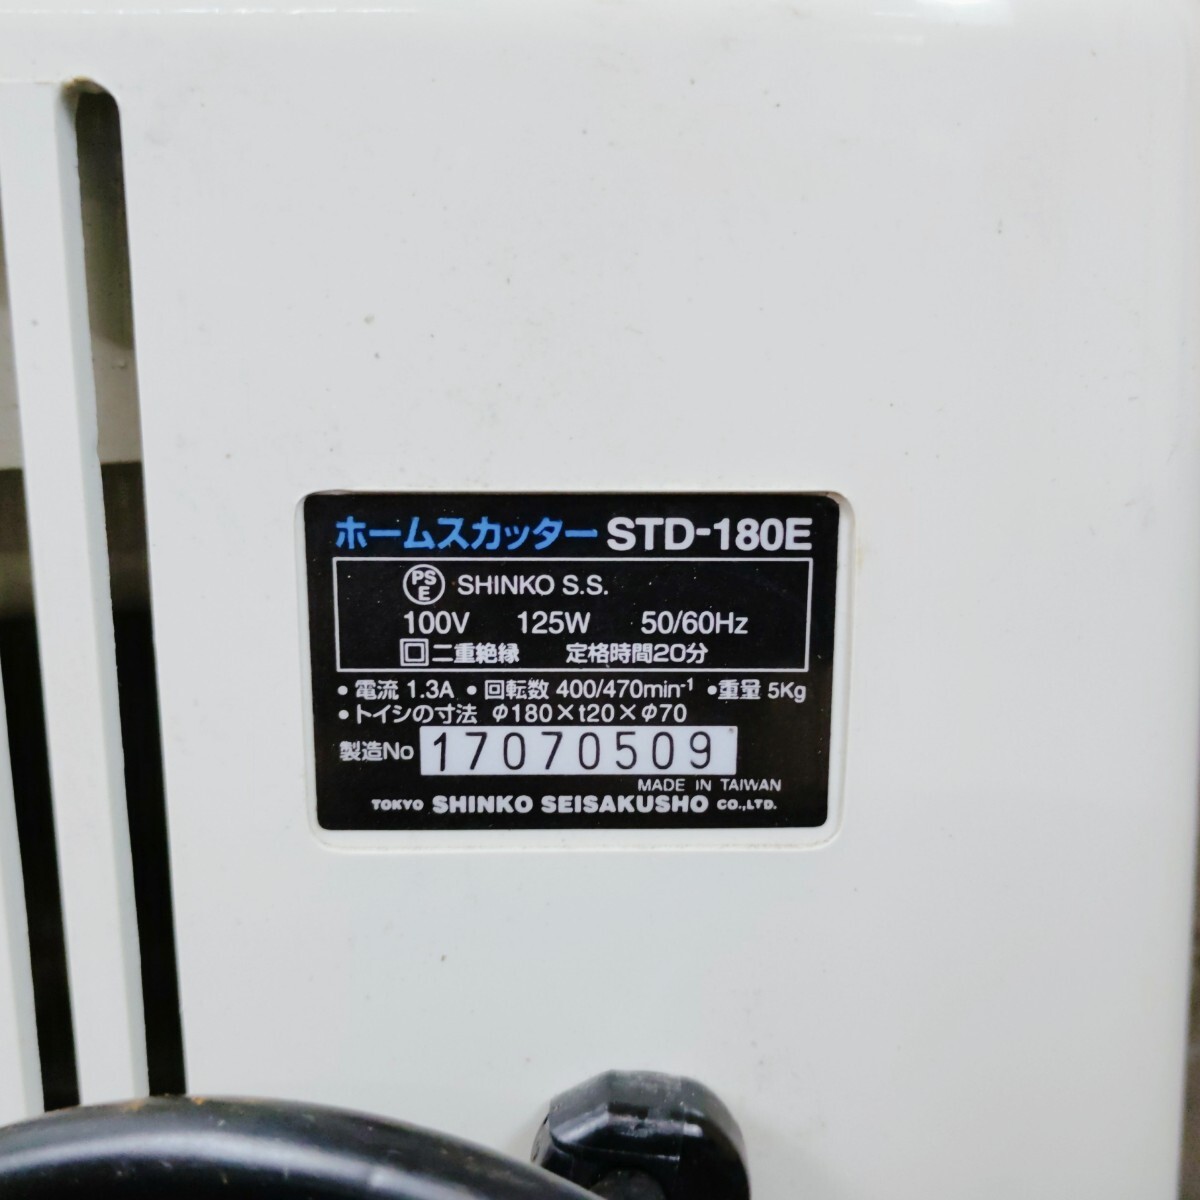 ホームスカッター STD-180E
PS E SHINKO S.S.
100V 125W 50/60Hz
回二重絶縁 定格時間20分
•電流 1.3A •回転数 400/470min⁻¹ •重量 5Kg
•トイシの寸法 φ180×t20×φ70
製造No 17070509
MADE IN TAIWAN
TOKYO SHINKO SEISAKUSHO CO.,LTD.